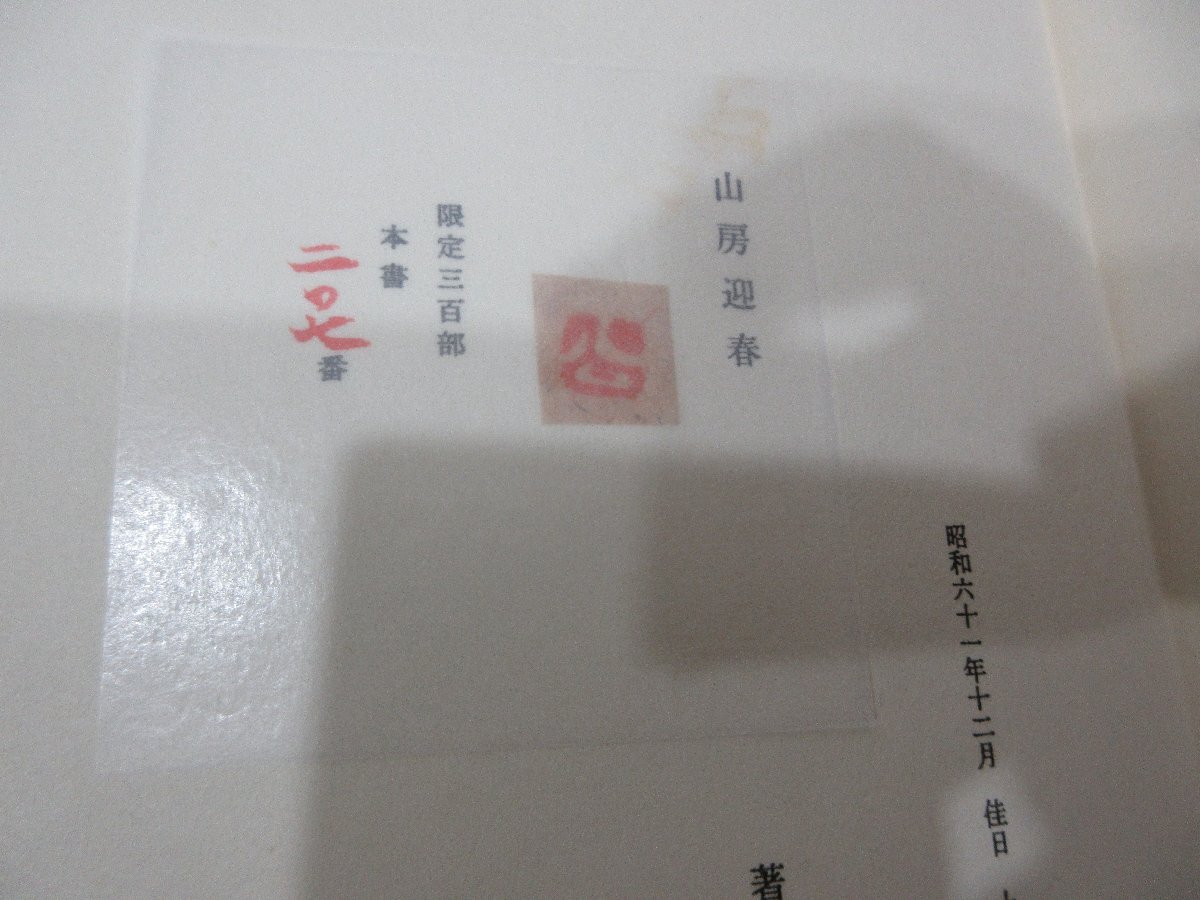 昭和六十一年十二月 佳日
著
山房迎春
限定三百部
本書
二〇七番